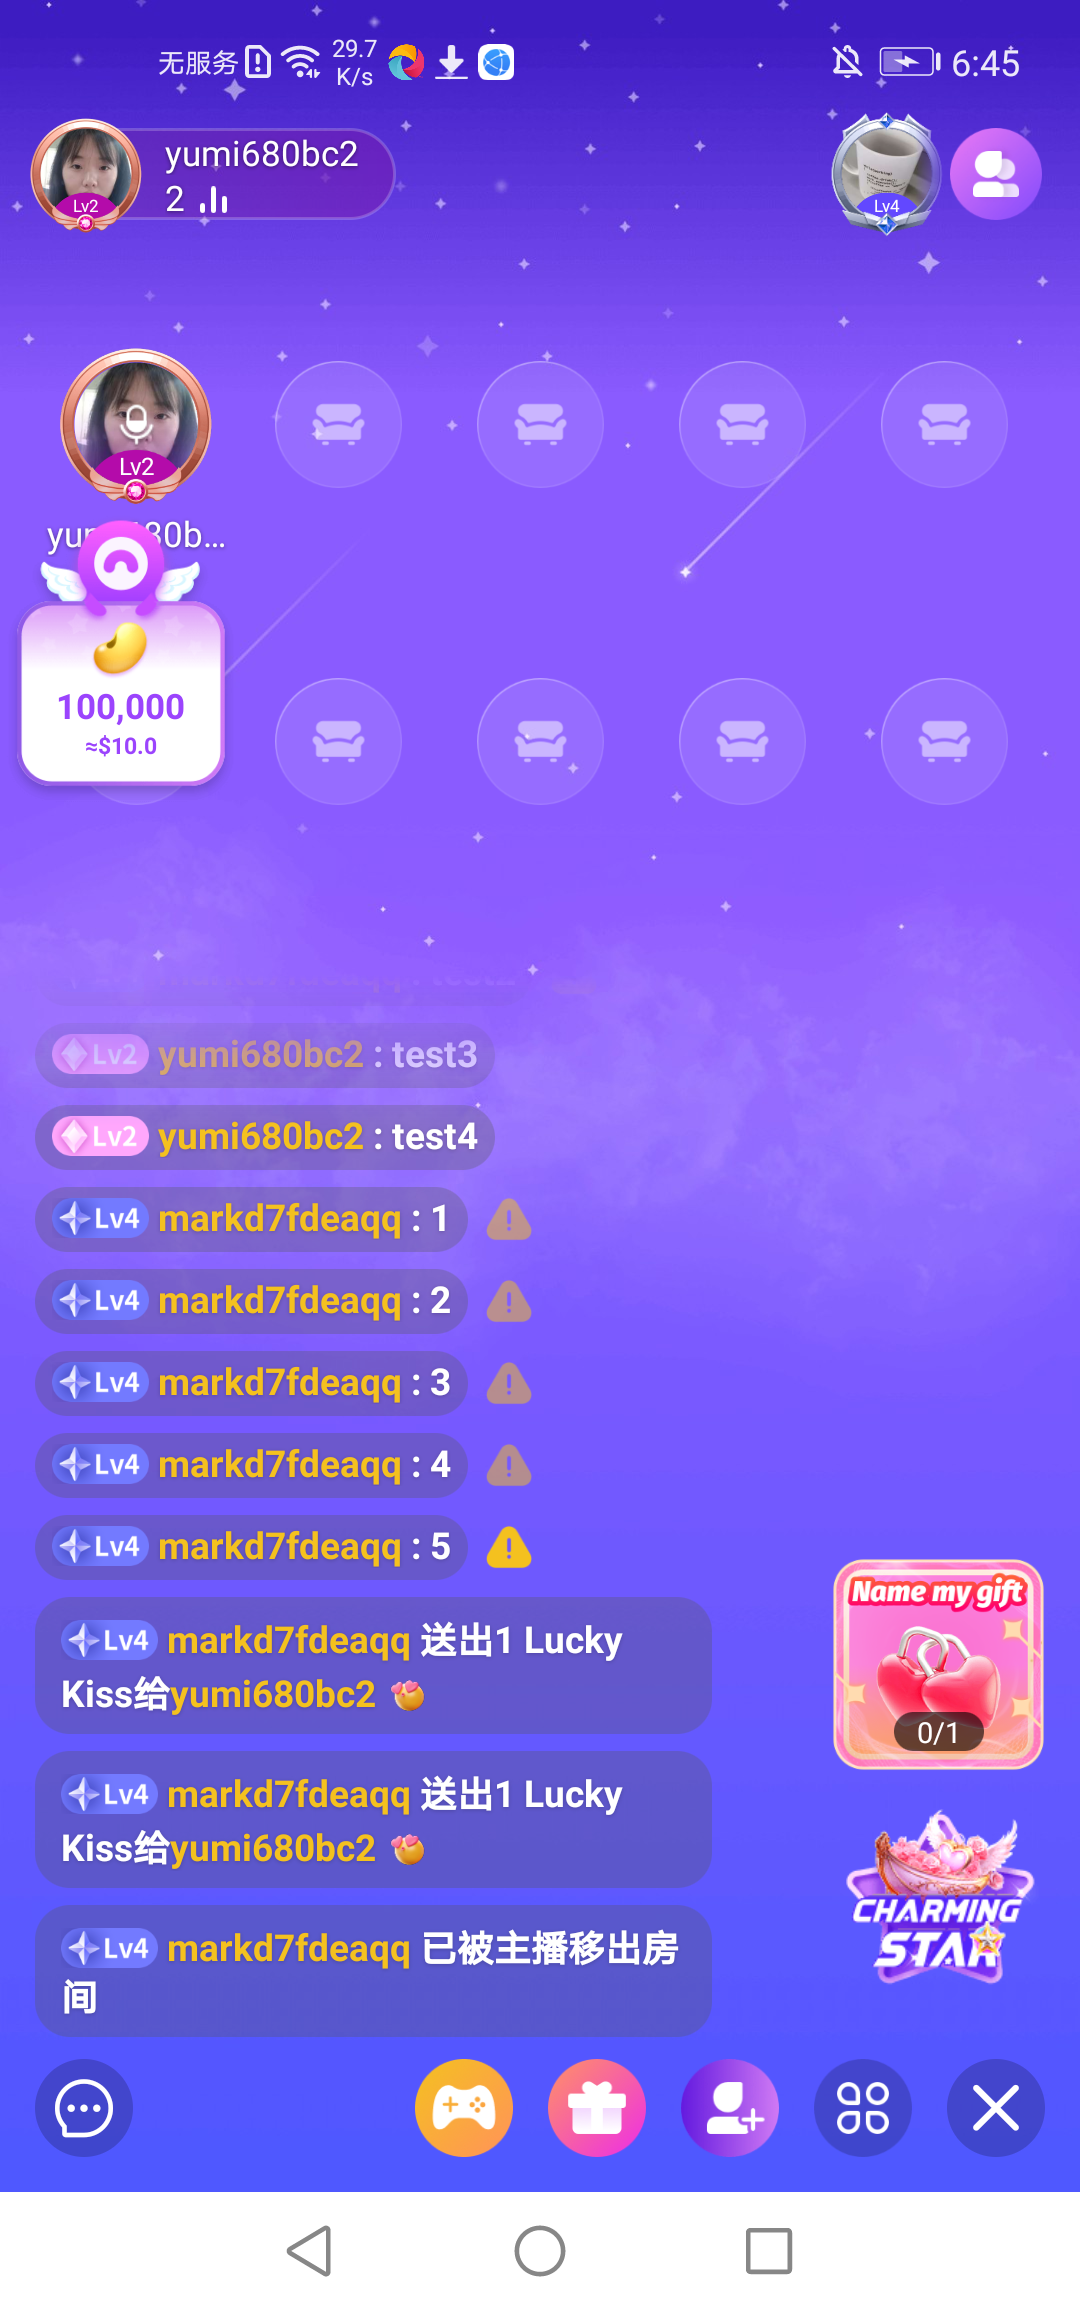 无服务
29.7
K/s
6:45
yumi680bc2
2
Lv2
Lv4
Lv2
yumi680b...
100,000
≈$10.0
Lv2 yumi680bc2 : test3
Lv2 yumi680bc2 : test4
Lv4 markd7fdeaqq : 1
Lv4 markd7fdeaqq : 2
Lv4 markd7fdeaqq : 3
Lv4 markd7fdeaqq : 4
Lv4 markd7fdeaqq : 5
Lv4 markd7fdeaqq 送出1 Lucky
Kiss给yumi680bc2
Lv4 markd7fdeaqq 送出1 Lucky
Kiss给yumi680bc2
Lv4 markd7fdeaqq 已被主播移出房
间
Name my gift
0/1
CHARMING
STAR